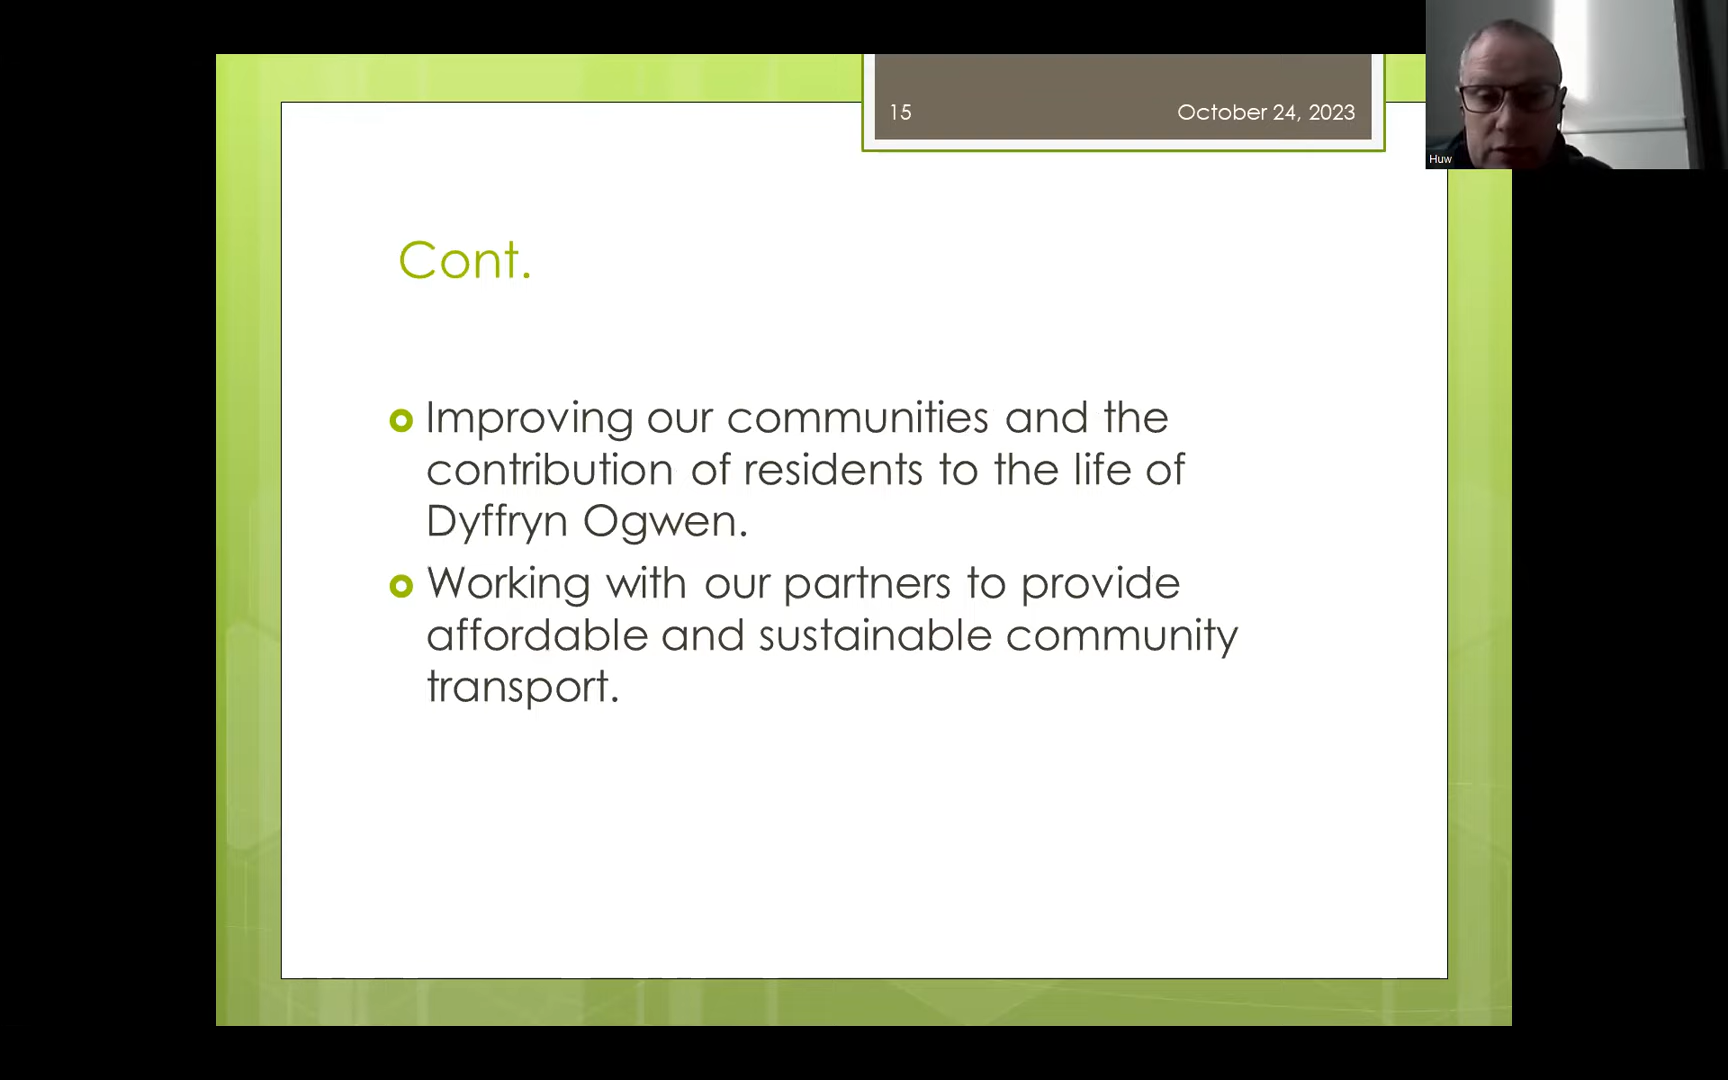 15
October 24, 2023
Huw
Cont.
Improving our communities and the
contribution of residents to the life of
Dyffryn Ogwen.
Working with our partners to provide
affordable and sustainable community
transport.